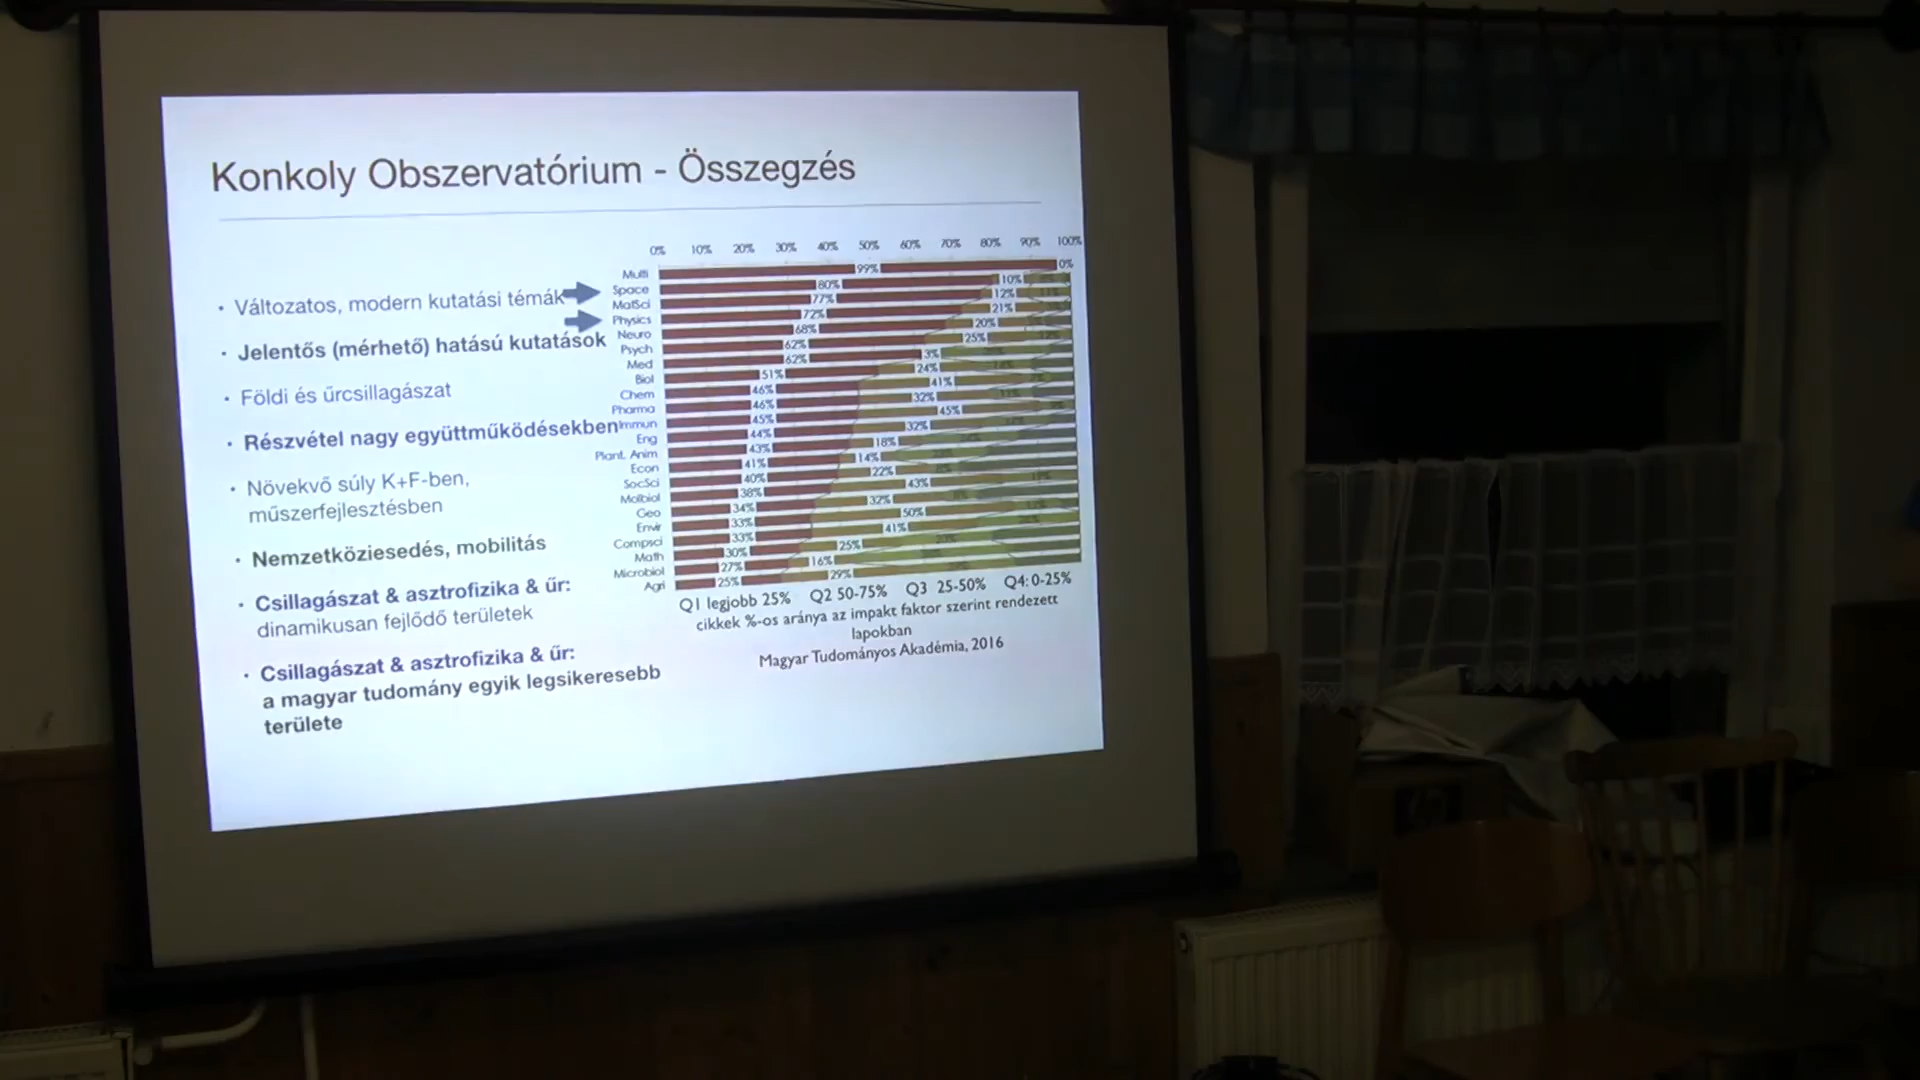 Konkoly Obszervatórium - Összegzés
• Változatos, modern kutatási témák
• Jelentős (mérhető) hatású kutatások
• Földi és űrcsillagászat
• Részvétel nagy együttműködésekben
• Növekvő súly K+F-ben,
műszerfejlesztésben
• Nemzetköziesedés, mobilitás
• Csillagászat & asztrofizika & űr:
dinamikusan fejlődő területek
• Csillagászat & asztrofizika & űr:
a magyar tudomány egyik legsikeresebb
területe
0% 10% 20% 30% 40% 50% 60% 70% 80% 90% 100%
Multi 99% 0%
Space 80% 10%
MatSci 77% 12%
Physics 72% 21%
Neuro 68% 20%
Psych 62% 25%
Med 62% 3%
Biol 51% 24%
Chem 46% 41%
Pharma 46% 32%
Immun 45% 45%
Eng 44% 32%
Plant. Anim 43% 18%
Econ 41% 14%
SocSci 40% 22%
Molbiol 38% 43%
Geo 34% 32%
Envir 33% 50%
Compsci 33% 41%
Math 30% 25%
Microbiol 27% 16%
Agri 25% 29%
Q1 legjobb 25% Q2 50-75% Q3 25-50% Q4: 0-25%
cikkek %-os aránya az impakt faktor szerint rendezett
lapokban
Magyar Tudományos Akadémia, 2016